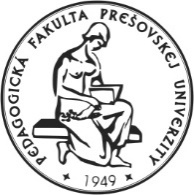 PEDAGOGICKÁ FAKULTA PREŠOVSKEJ UNIVERZITY
1949